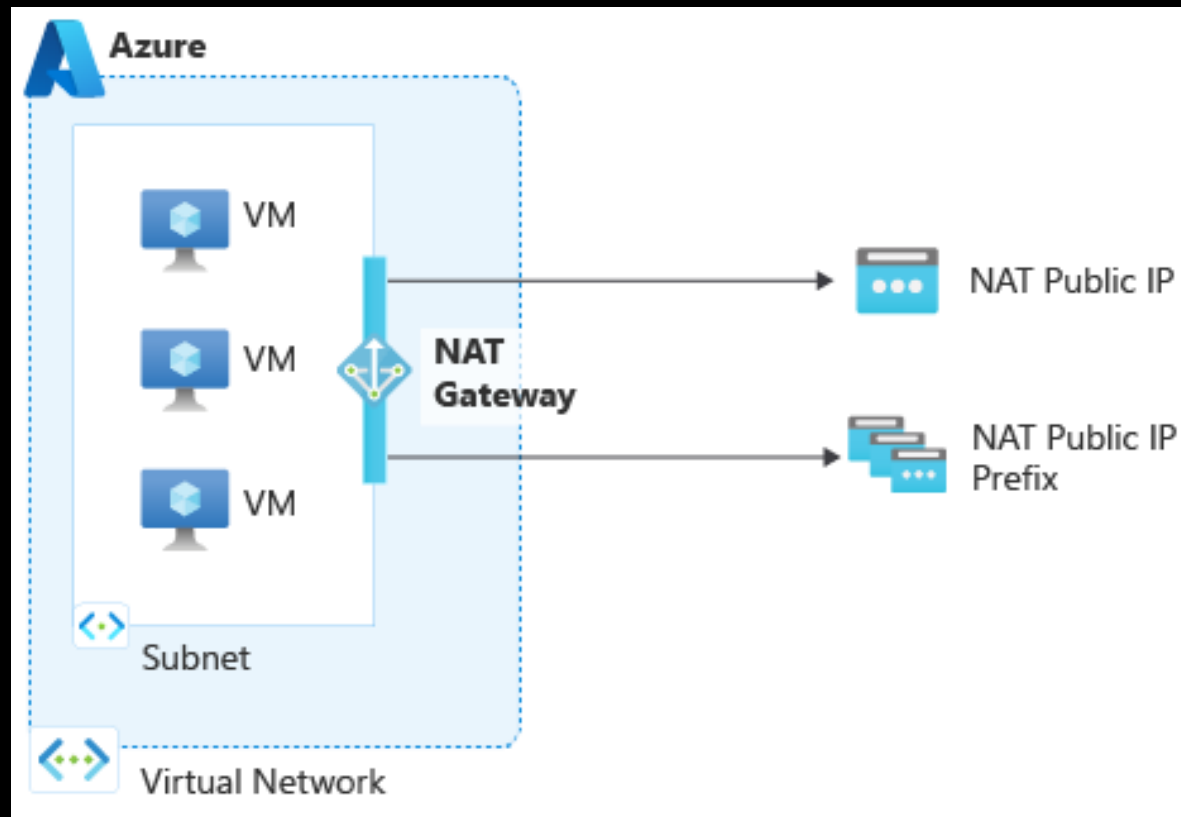 Azure
VM
VM
VM
NAT
Gateway
NAT Public IP
NAT Public IP
Prefix
Subnet
Virtual Network